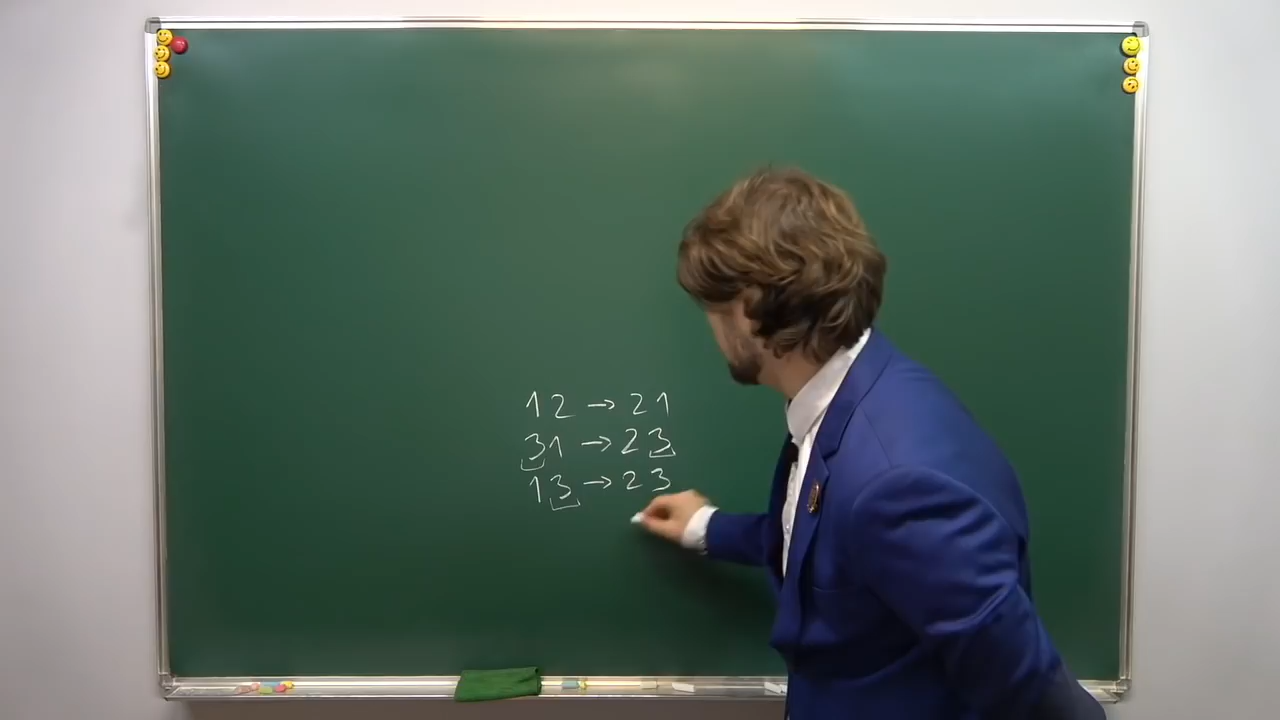 12 → 21
31 → 23
13 → 23